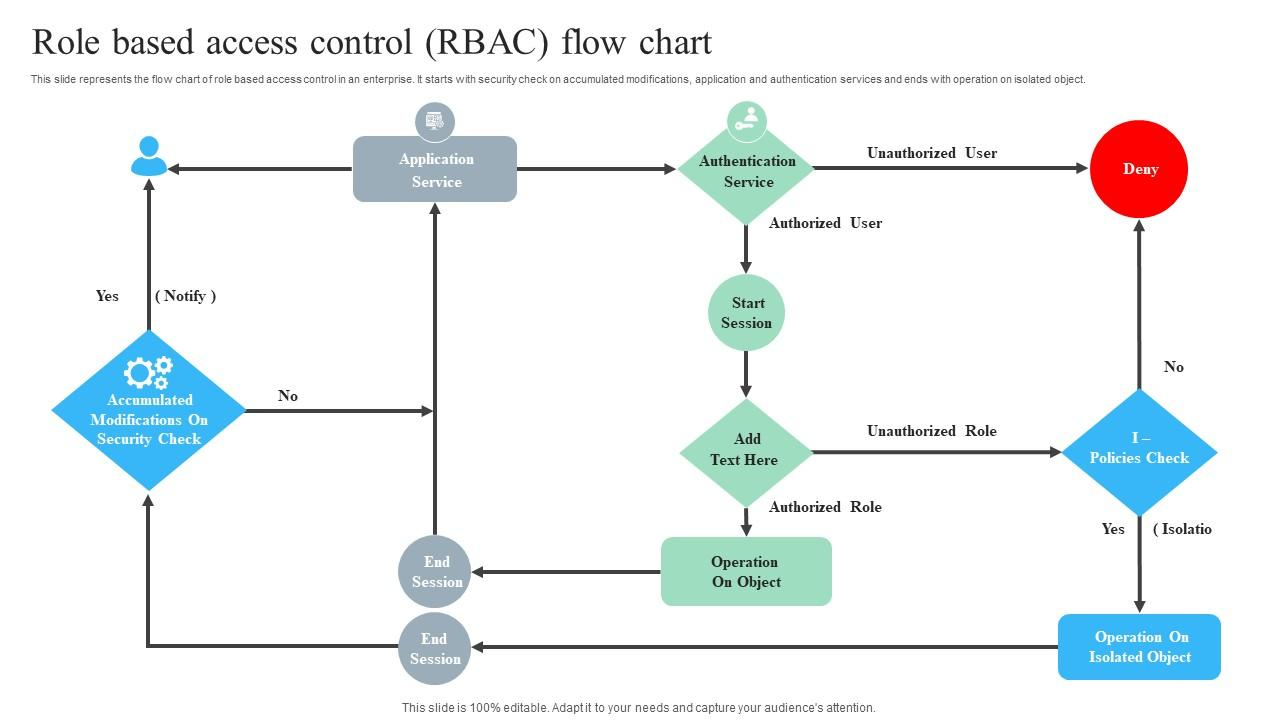 Role based access control (RBAC) flow chart
This slide represents the flow chart of role based access control in an enterprise. It starts with security check on accumulated modifications, application and authentication services and ends with operation on isolated object.
Application
Service
Authentication
Service
Unauthorized User
Deny
Authorized User
Yes
( Notify )
Start
Session
No
No
Accumulated
Modifications On
Security Check
Add
Text Here
Unauthorized Role
I –
Policies Check
Authorized Role
Yes
( Isolatio
End
Session
Operation
On Object
End
Session
Operation On
Isolated Object
This slide is 100% editable. Adapt it to your needs and capture your audience's attention.